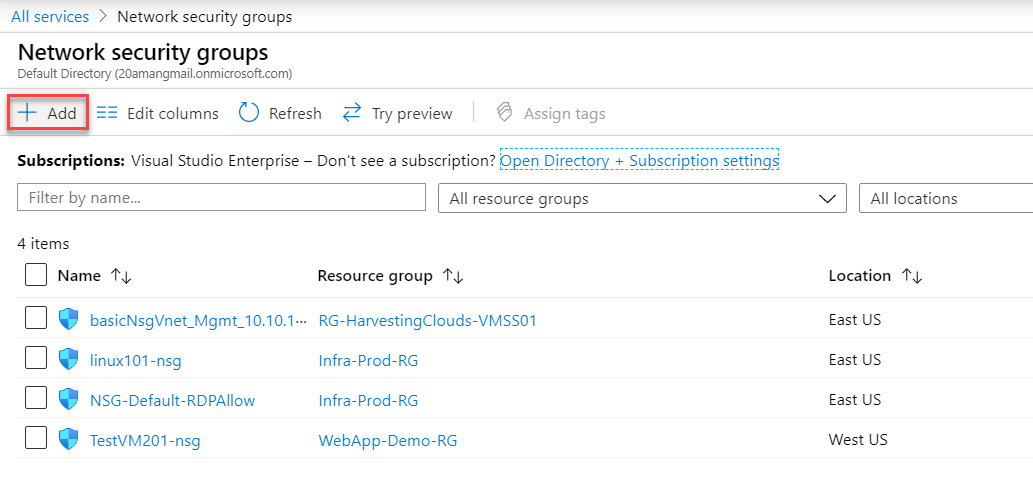 All services > Network security groups
Network security groups
Default Directory (20amangmail.onmicrosoft.com)
Add Edit columns Refresh Try preview Assign tags
Subscriptions: Visual Studio Enterprise – Don't see a subscription? Open Directory + Subscription settings
Filter by name... All resource groups All locations
4 items
Name Resource group Location
basicNsgVnet_Mgmt_10.10.1··· RG-HarvestingClouds-VMSS01 East US
linux101-nsg Infra-Prod-RG East US
NSG-Default-RDPAllow Infra-Prod-RG East US
TestVM201-nsg WebApp-Demo-RG West US